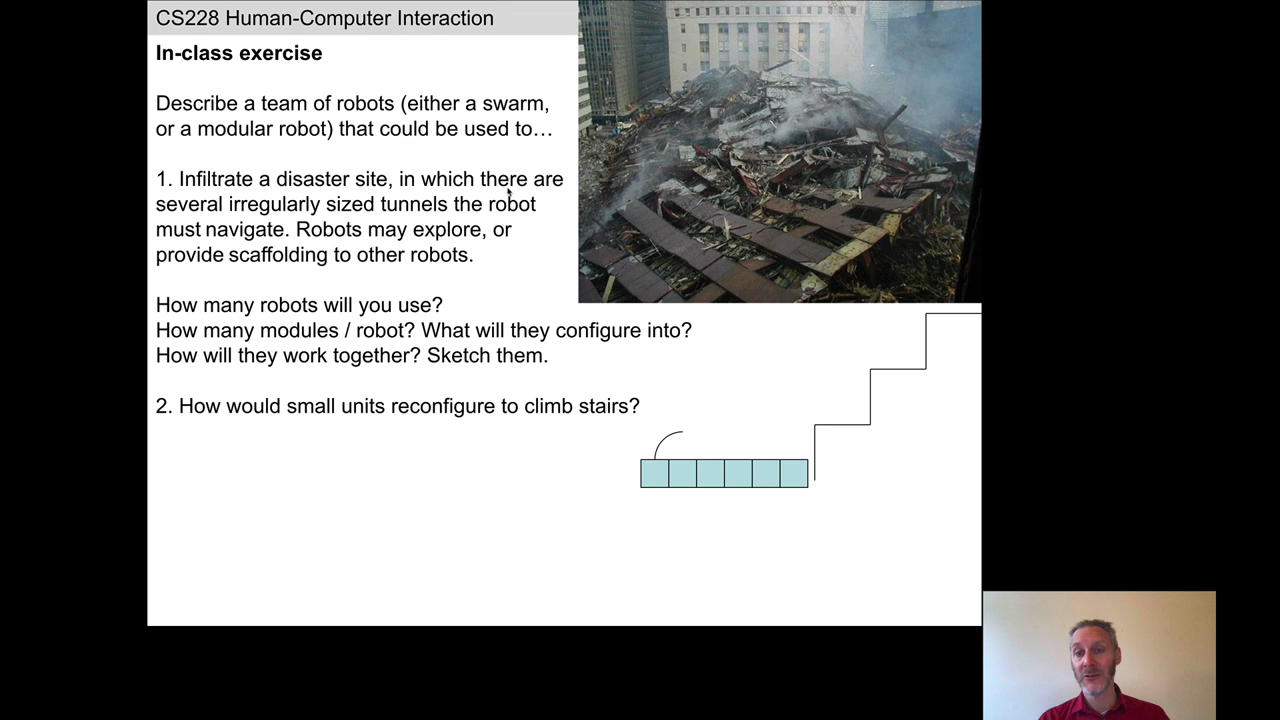 CS228 Human-Computer Interaction
In-class exercise
Describe a team of robots (either a swarm,
or a modular robot) that could be used to…
1. Infiltrate a disaster site, in which there are
several irregularly sized tunnels the robot
must navigate. Robots may explore, or
provide scaffolding to other robots.
How many robots will you use?
How many modules / robot? What will they configure into?
How will they work together? Sketch them.
2. How would small units reconfigure to climb stairs?